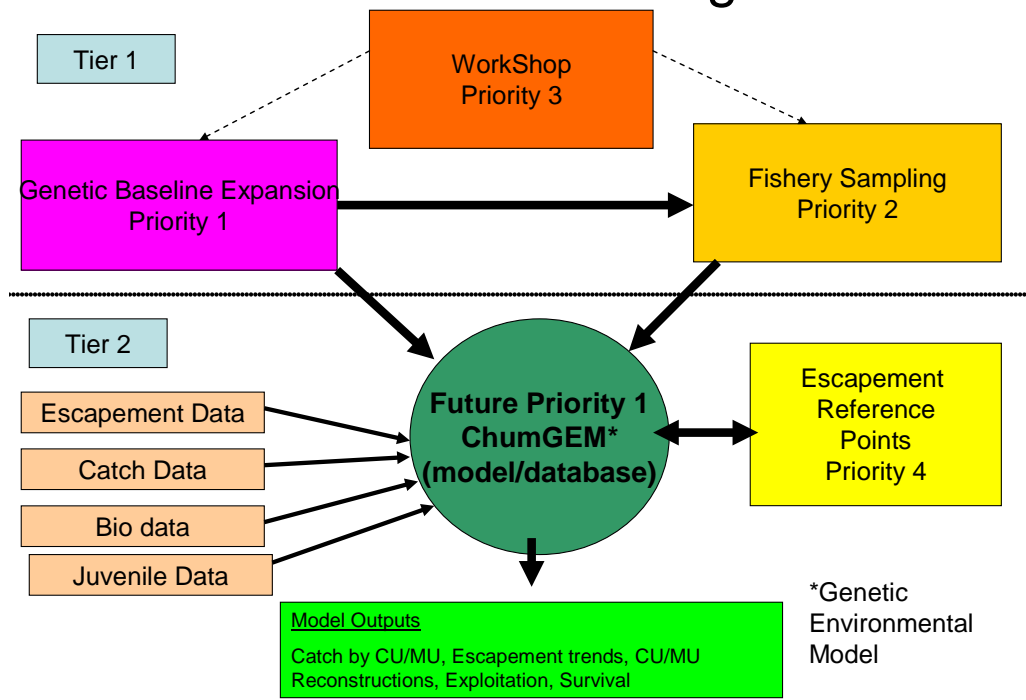 Tier 1
WorkShop
Priority 3
Genetic Baseline Expansion
Priority 1
Fishery Sampling
Priority 2
Tier 2
Escapement Data
Catch Data
Bio data
Juvenile Data
Future Priority 1
ChumGEM*
(model/database)
Escapement
Reference
Points
Priority 4
Model Outputs
Catch by CU/MU, Escapement trends, CU/MU
Reconstructions, Exploitation, Survival
*Genetic
Environmental
Model